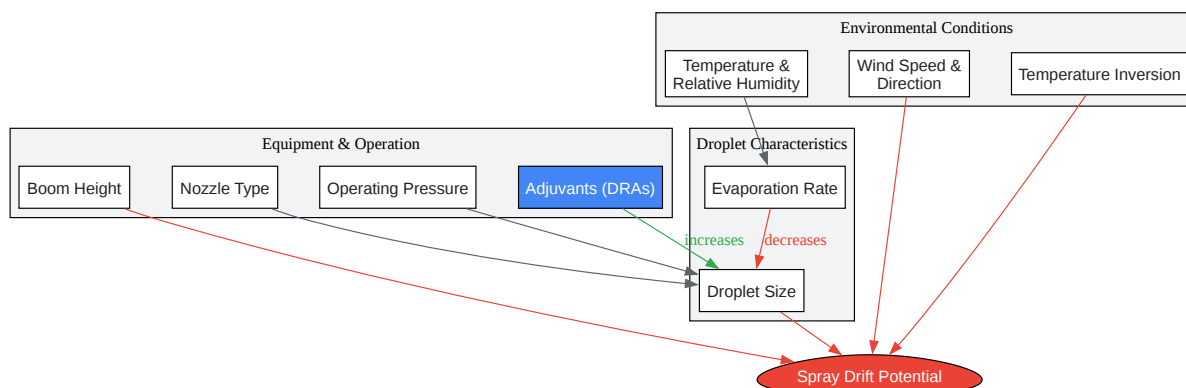 Environmental Conditions
Temperature &
Relative Humidity
Wind Speed &
Direction
Temperature Inversion
Equipment & Operation
Boom Height
Nozzle Type
Operating Pressure
Adjuvants (DRAs)
Droplet Characteristics
Evaporation Rate
increases
decreases
Droplet Size
Spray Drift Potential